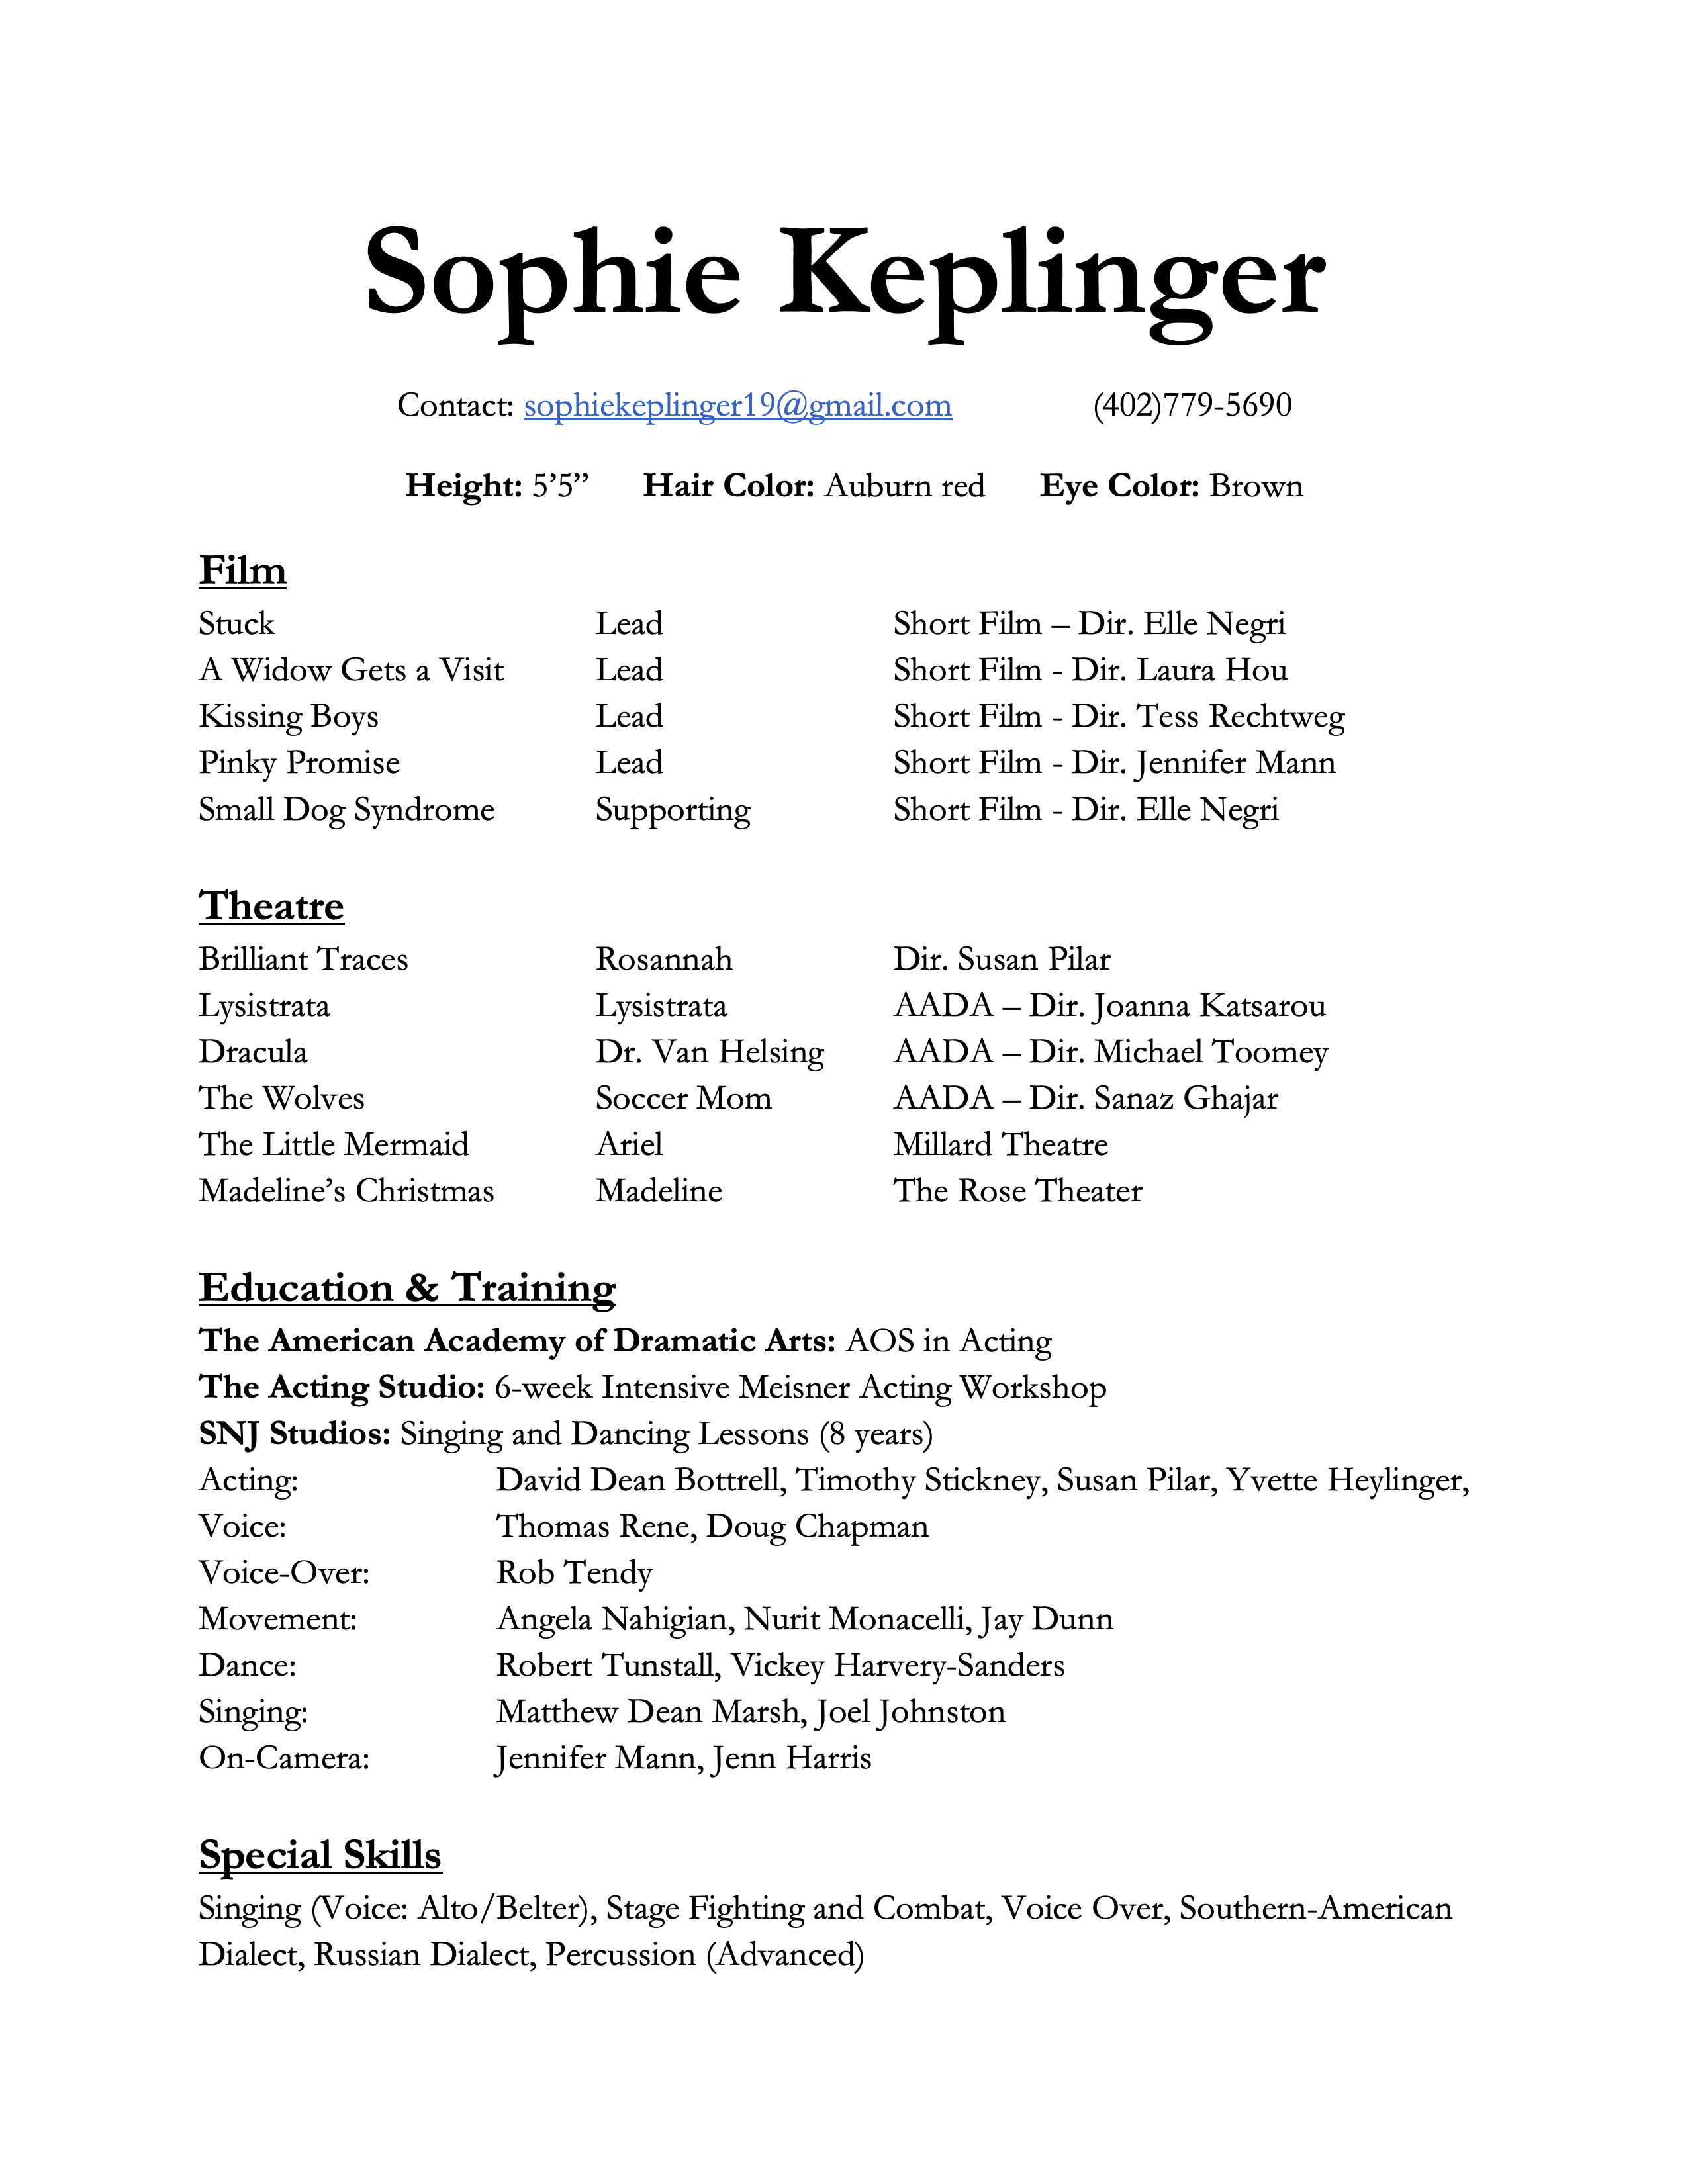 Sophie Keplinger
Contact: sophiekeplinger19@gmail.com (402)779-5690
Height: 5’5” Hair Color: Auburn red Eye Color: Brown
Film
Stuck Lead Short Film – Dir. Elle Negri
A Widow Gets a Visit Lead Short Film - Dir. Laura Hou
Kissing Boys Lead Short Film - Dir. Tess Rechtweg
Pinky Promise Lead Short Film - Dir. Jennifer Mann
Small Dog Syndrome Supporting Short Film - Dir. Elle Negri
Theatre
Brilliant Traces Rosannah Dir. Susan Pilar
Lysistrata Lysistrata AADA – Dir. Joanna Katsarou
Dracula Dr. Van Helsing AADA – Dir. Michael Toomey
The Wolves Soccer Mom AADA – Dir. Sanaz Ghajar
The Little Mermaid Ariel Millard Theatre
Madeline’s Christmas Madeline The Rose Theater
Education & Training
The American Academy of Dramatic Arts: AOS in Acting
The Acting Studio: 6-week Intensive Meisner Acting Workshop
SNJ Studios: Singing and Dancing Lessons (8 years)
Acting: David Dean Bottrell, Timothy Stickney, Susan Pilar, Yvette Heylinger,
Voice: Thomas Rene, Doug Chapman
Voice-Over: Rob Tendy
Movement: Angela Nahigian, Nurit Monacelli, Jay Dunn
Dance: Robert Tunstall, Vickey Harvery-Sanders
Singing: Matthew Dean Marsh, Joel Johnston
On-Camera: Jennifer Mann, Jenn Harris
Special Skills
Singing (Voice: Alto/Belter), Stage Fighting and Combat, Voice Over, Southern-American
Dialect, Russian Dialect, Percussion (Advanced)